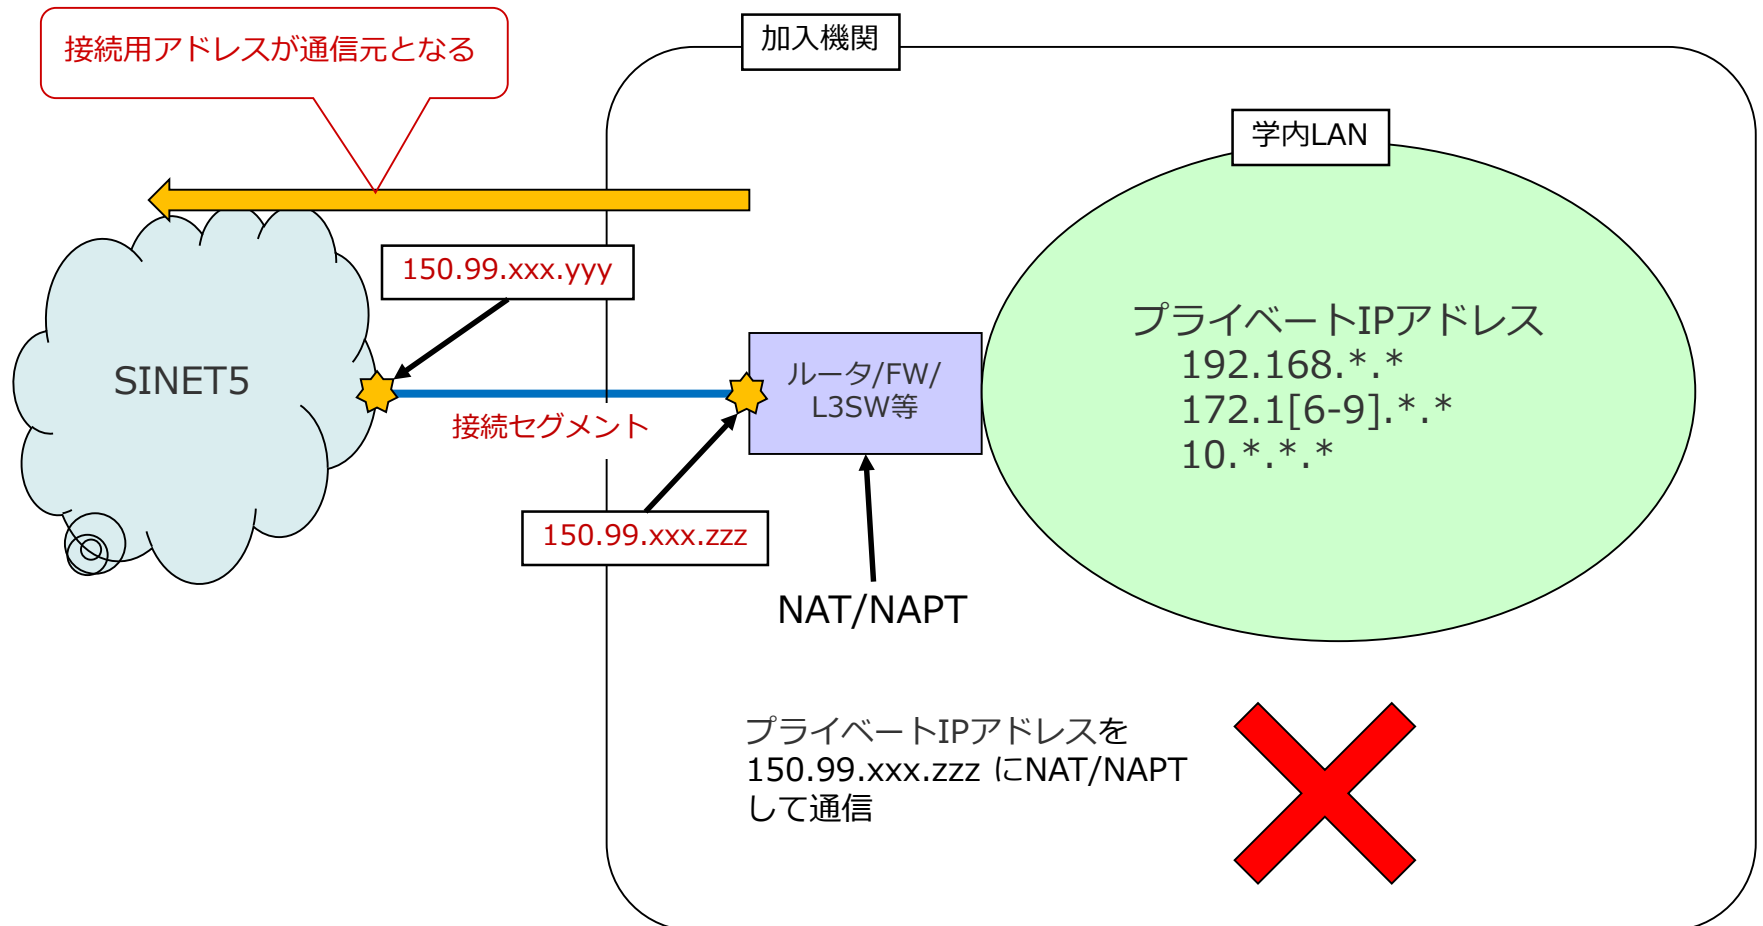 接続用アドレスが通信元となる
加入機関
学内LAN
150.99.xxx.yyy
プライベートIPアドレス
192.168.*.*
172.1[6-9].*.*
10.*.*.*
SINET5
ルータ/FW/
L3SW等
接続セグメント
150.99.xxx.zzz
NAT/NAPT
プライベートIPアドレスを
150.99.xxx.zzz にNAT/NAPT
して通信